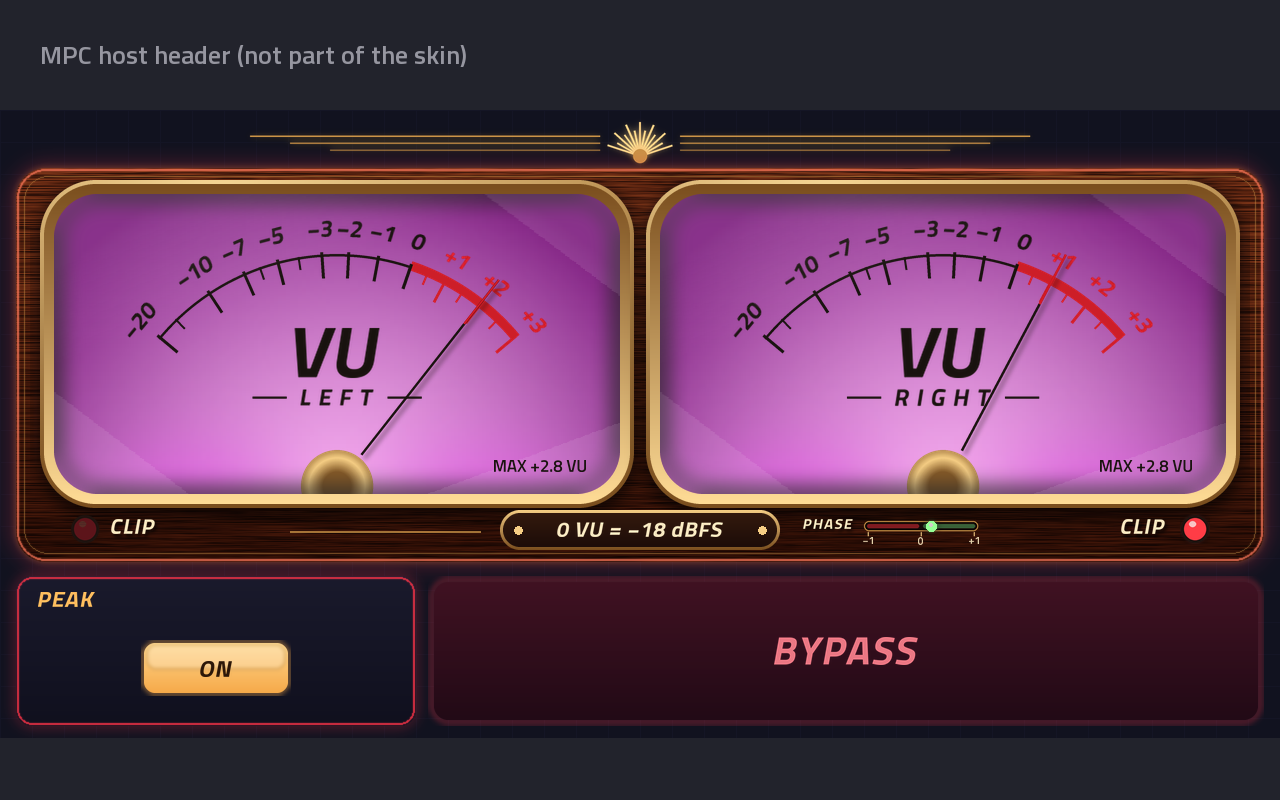 MPC host header (not part of the skin)
−20 −10 −7 −5 −3 −2 −1 0 +1 +2 +3
VU
LEFT
MAX +2.8 VU
−20 −10 −7 −5 −3 −2 −1 0 +1 +2 +3
VU
RIGHT
MAX +2.8 VU
CLIP
0 VU = −18 dBFS
PHASE
−1 0 +1
CLIP
PEAK
ON
BYPASS